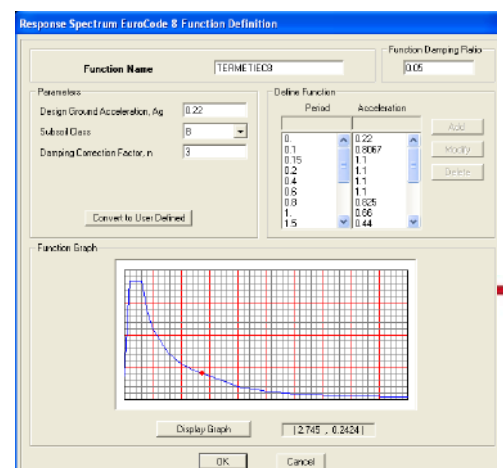 Response Spectrum EuroCode 8 Function Definition
Function Damping Ratio
Function Name
TERMETIEC8
0.05
Parameters
Design Ground Acceleration, Ag
0.22
Subsoil Class
B
Damping Correction Factor, n
3
Convert to User Defined
Define Function
Period Acceleration
0. 0.22
0.1 0.8067
0.15 1.1
0.2 1.1
0.4 1.1
0.6 1.1
0.8 0.825
1. 0.66
1.5 0.44
Add
Modify
Delete
Function Graph
Display Graph
[ 2.745 , 0.2424 ]
OK
Cancel